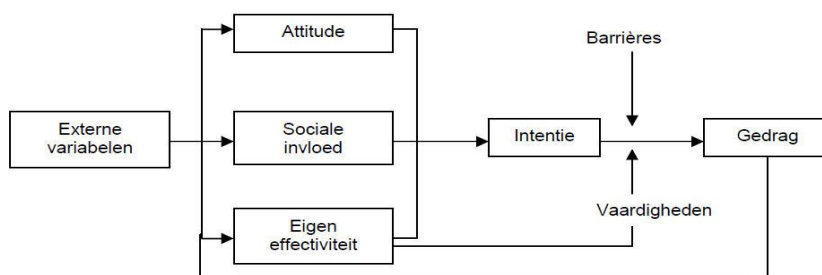 Attitude
Barrières
Externe
variabelen
Sociale
invloed
Intentie
Gedrag
Eigen
effectiviteit
Vaardigheden